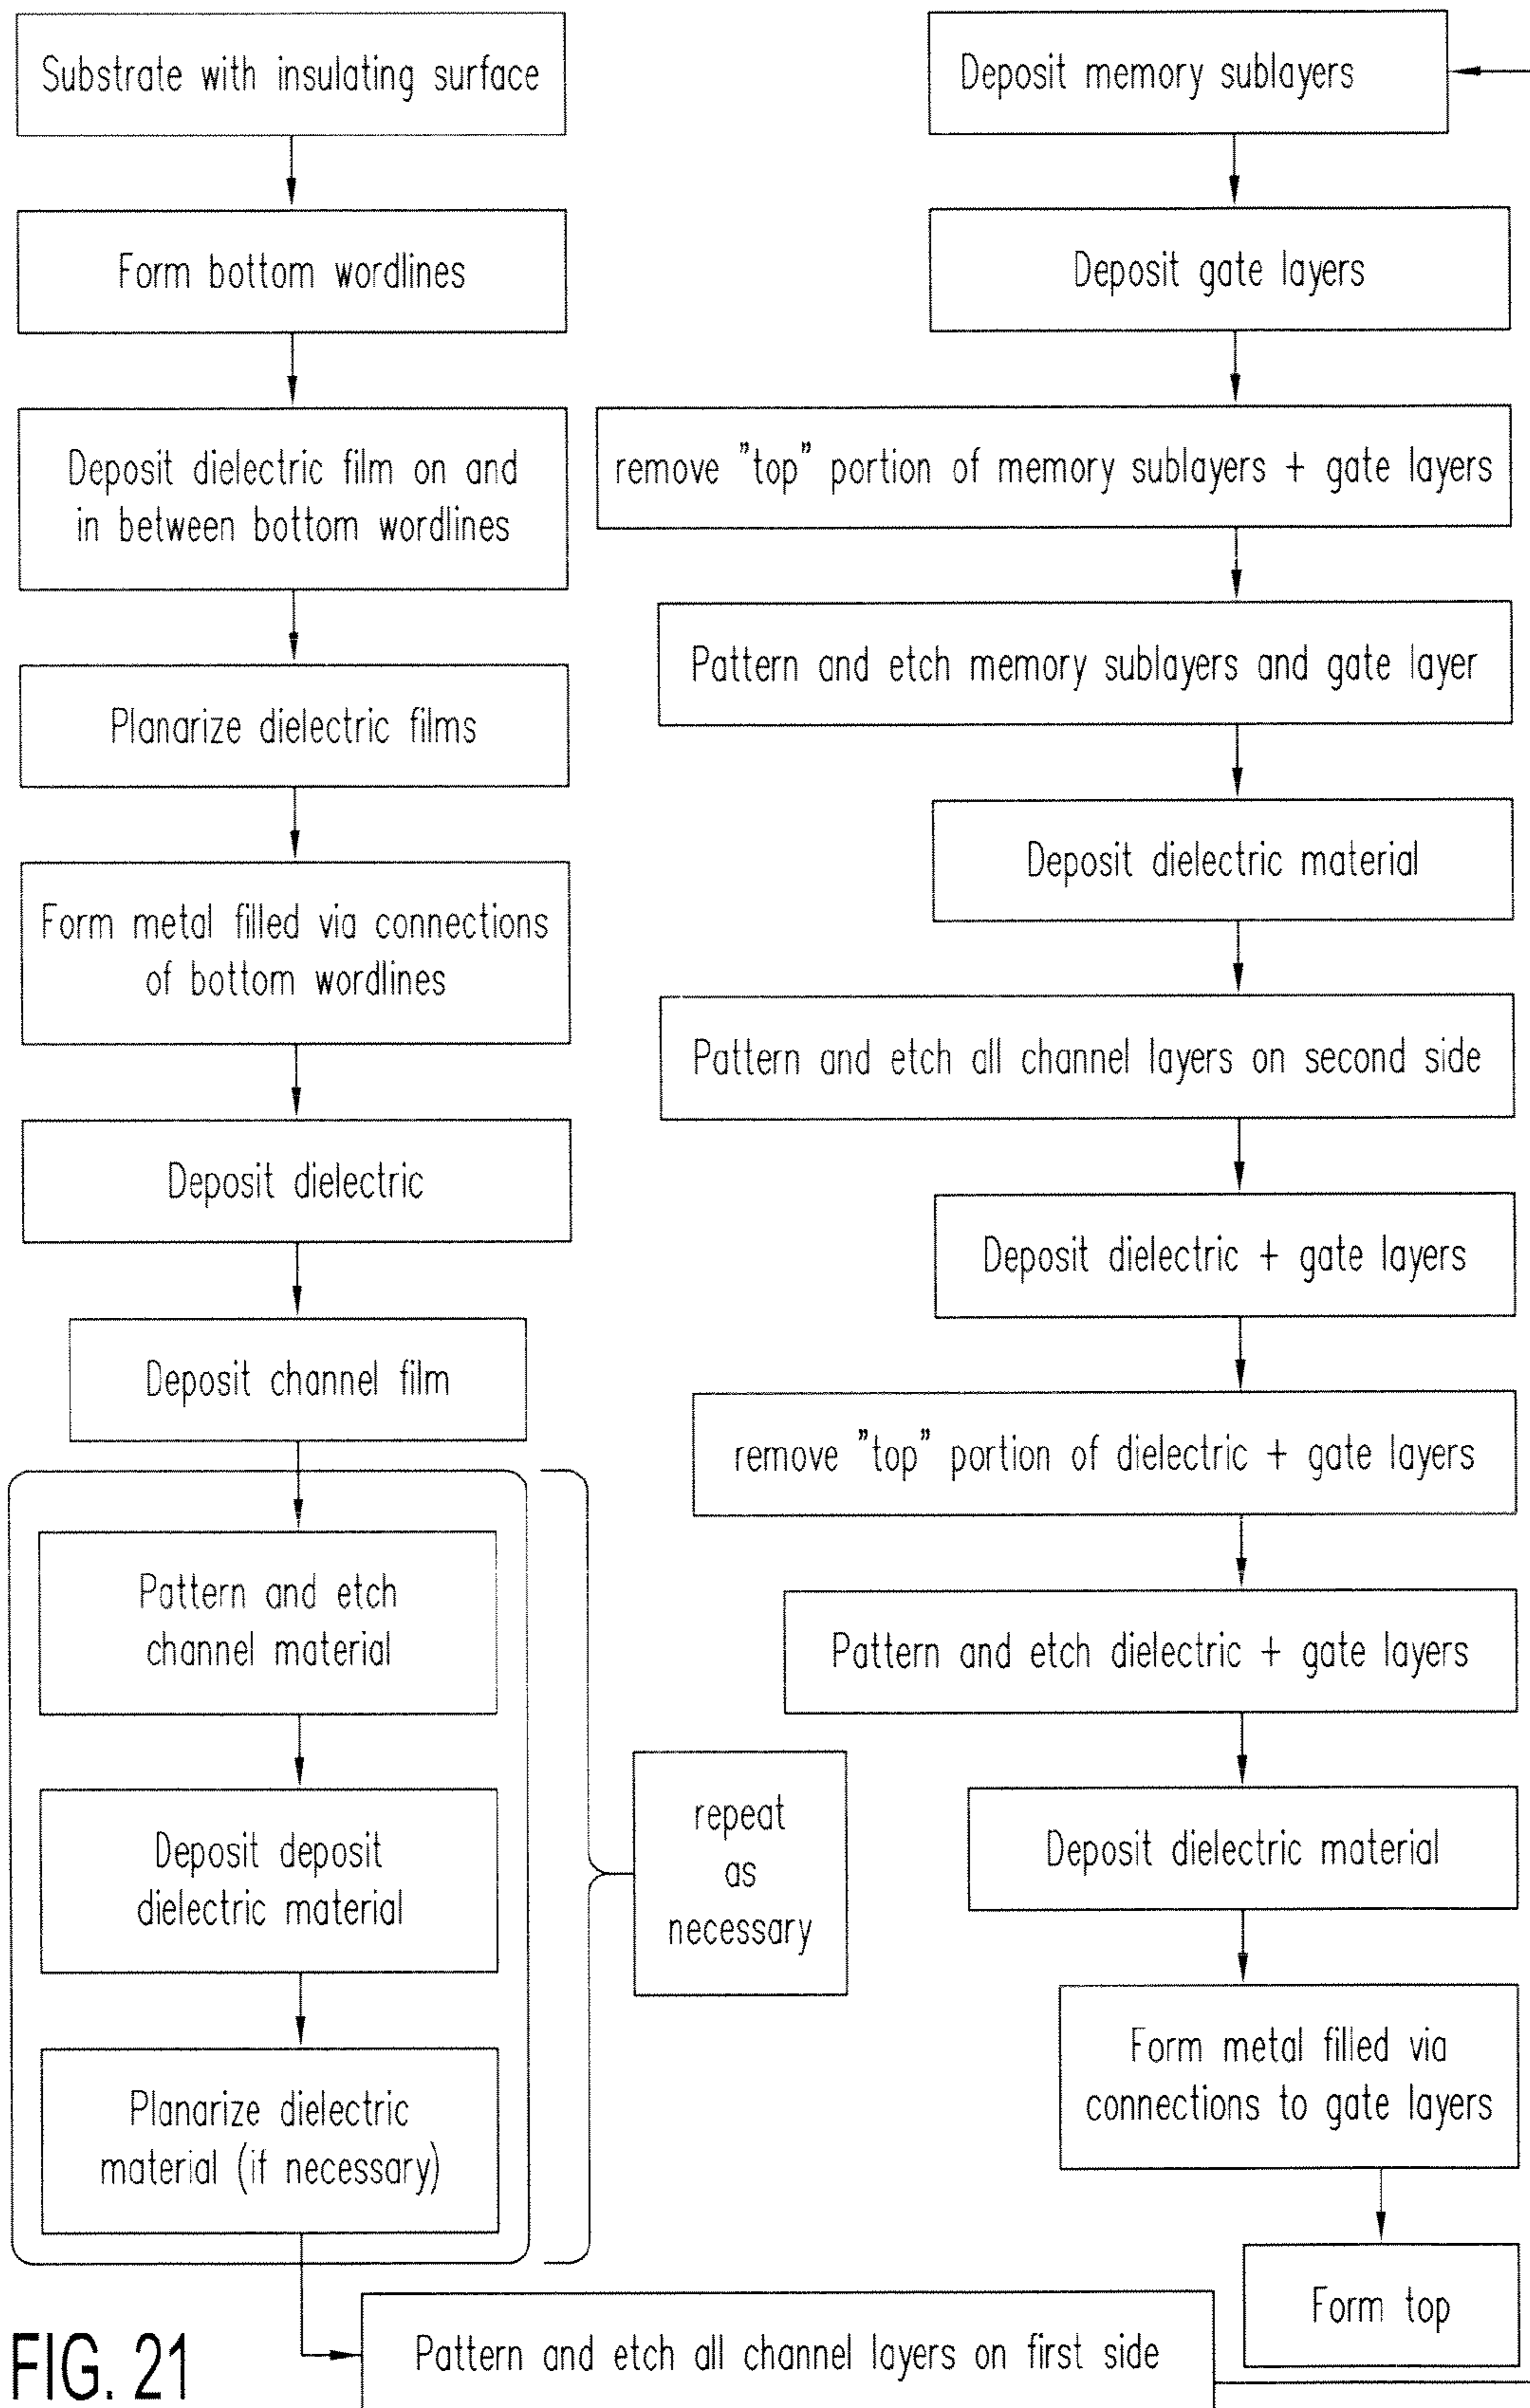 Substrate with insulating surface
Form bottom wordlines
Deposit dielectric film on and
in between bottom wordlines
Planarize dielectric films
Form metal filled via connections
of bottom wordlines
Deposit dielectric
Deposit channel film
Pattern and etch
channel material
Deposit deposit
dielectric material
Planarize dielectric
material (if necessary)
repeat
as
necessary
Pattern and etch all channel layers on first side
Deposit memory sublayers
Deposit gate layers
remove "top" portion of memory sublayers + gate layers
Pattern and etch memory sublayers and gate layer
Deposit dielectric material
Pattern and etch all channel layers on second side
Deposit dielectric + gate layers
remove "top" portion of dielectric + gate layers
Pattern and etch dielectric + gate layers
Deposit dielectric material
Form metal filled via
connections to gate layers
Form top
FIG. 21